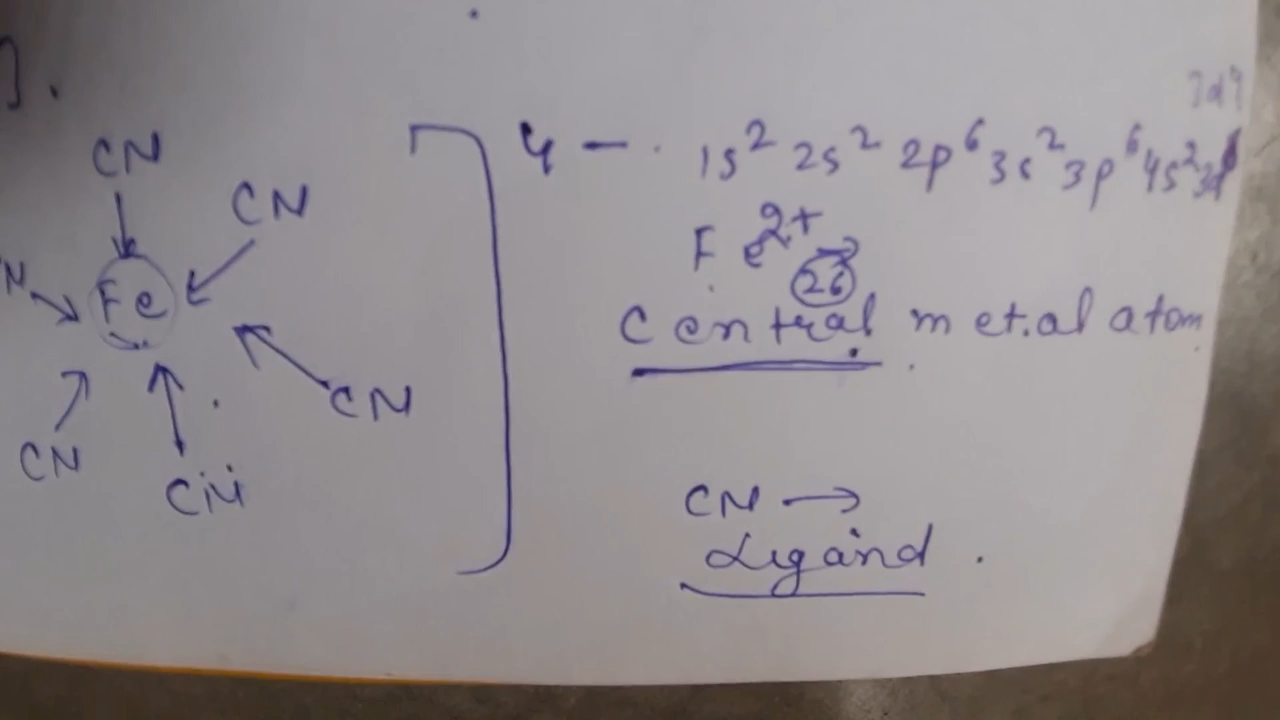 CN
CN
Fe
CN
CN
CN
] 4 -
1s² 2s² 2p⁶ 3s² 3p⁶ 4s²
Fe²⁺
26
Central metal atom
CN →
Ligand .